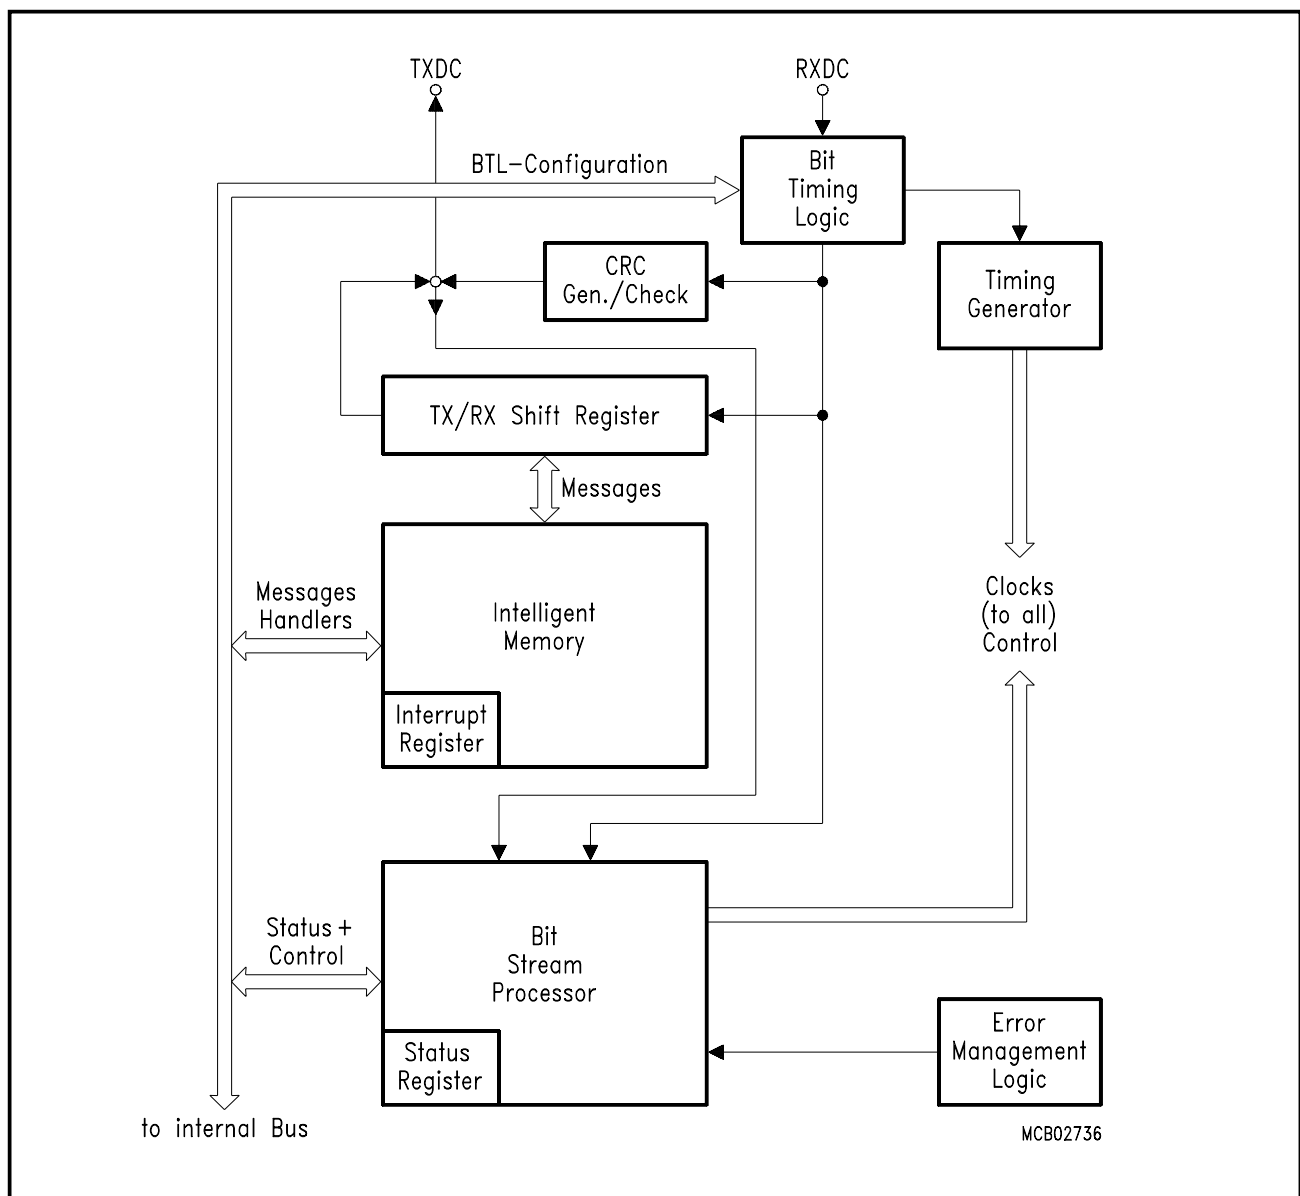 TXDC
RXDC
BTL-Configuration
Bit
Timing
Logic
CRC
Gen./Check
Timing
Generator
TX/RX Shift Register
Messages
Messages
Handlers
Intelligent
Memory
Clocks
(to all)
Control
Interrupt
Register
Status +
Control
Bit
Stream
Processor
Error
Management
Logic
Status
Register
to internal Bus
MCB02736